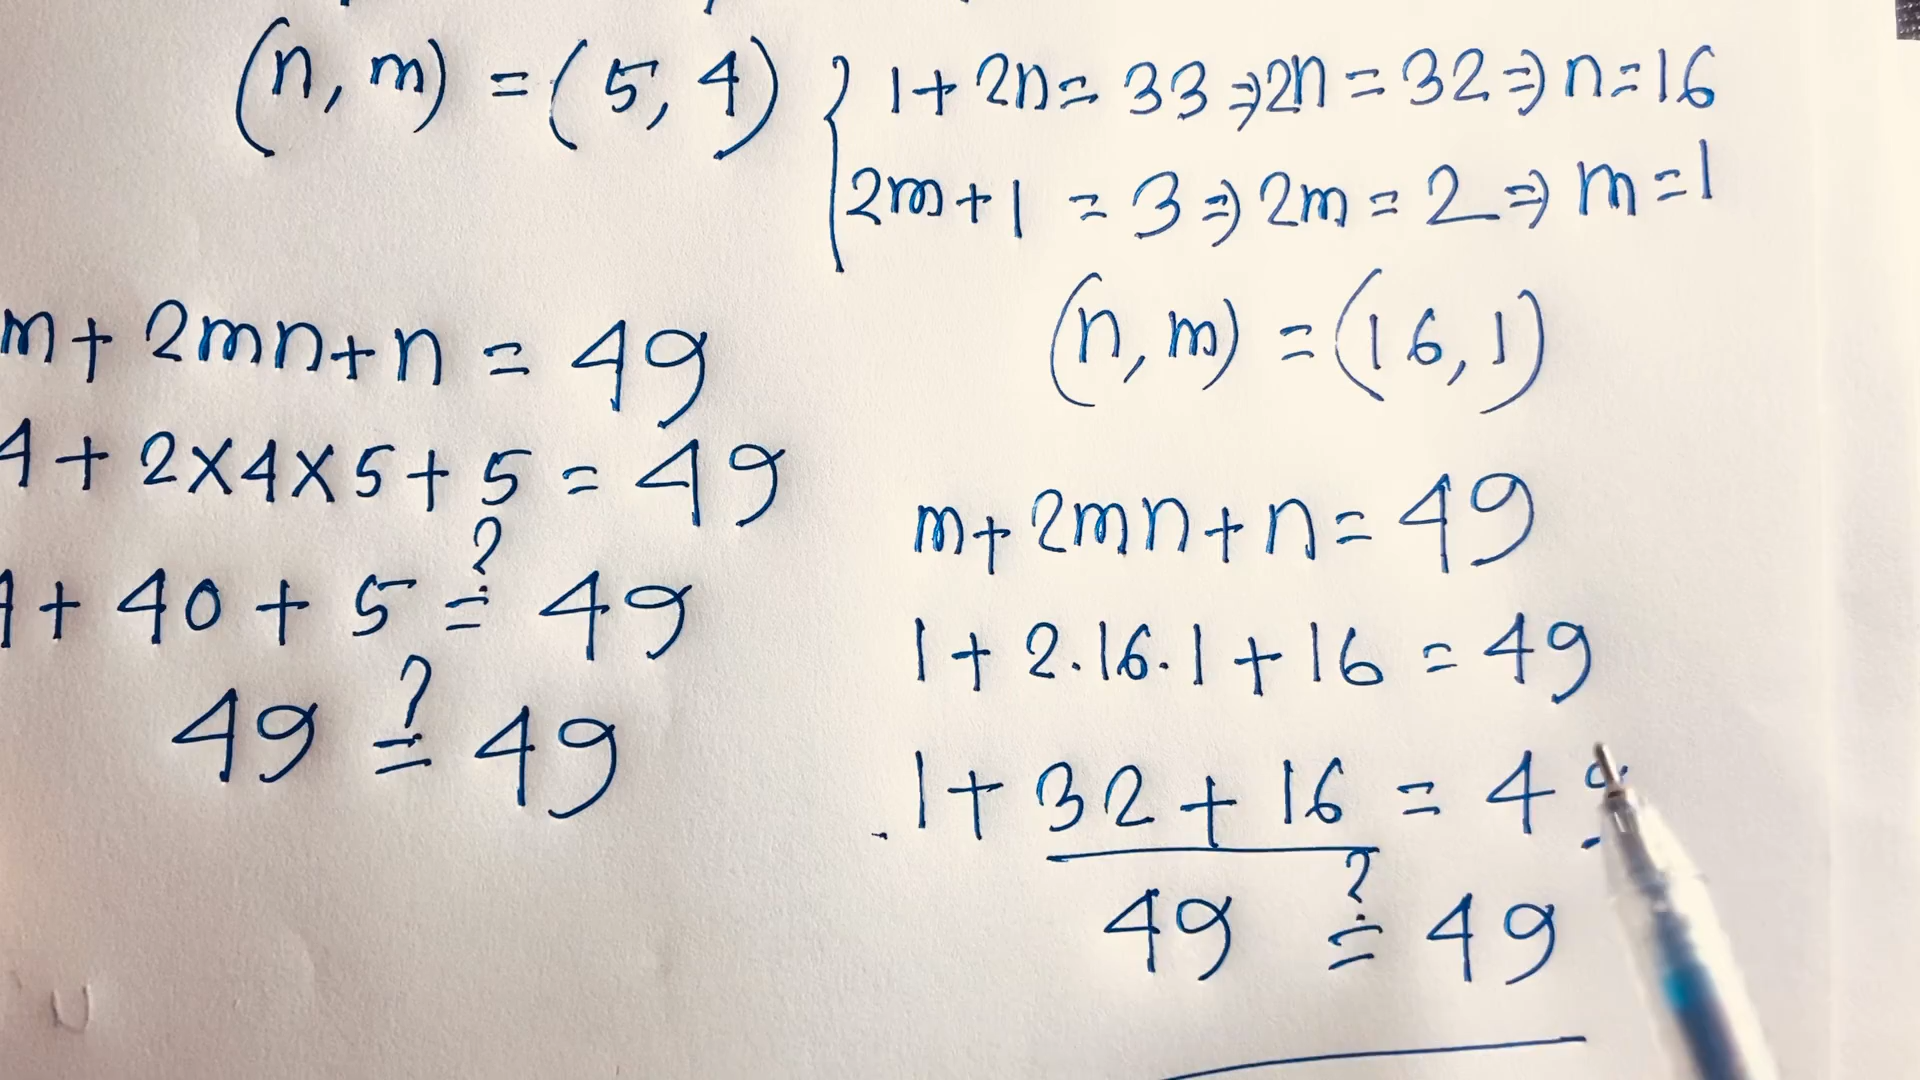 (n, m) = (5, 4)
m + 2mn + n = 49
4 + 2×4×5 + 5 = 49
4 + 40 + 5 ≟ 49
49 ≟ 49
1 + 2n = 33 ⇒ 2n = 32 ⇒ n = 16
2m + 1 = 3 ⇒ 2m = 2 ⇒ m = 1
(n, m) = (16, 1)
m + 2mn + n = 49
1 + 2.16.1 + 16 = 49
1 + 32 + 16 = 49
49 ≟ 49